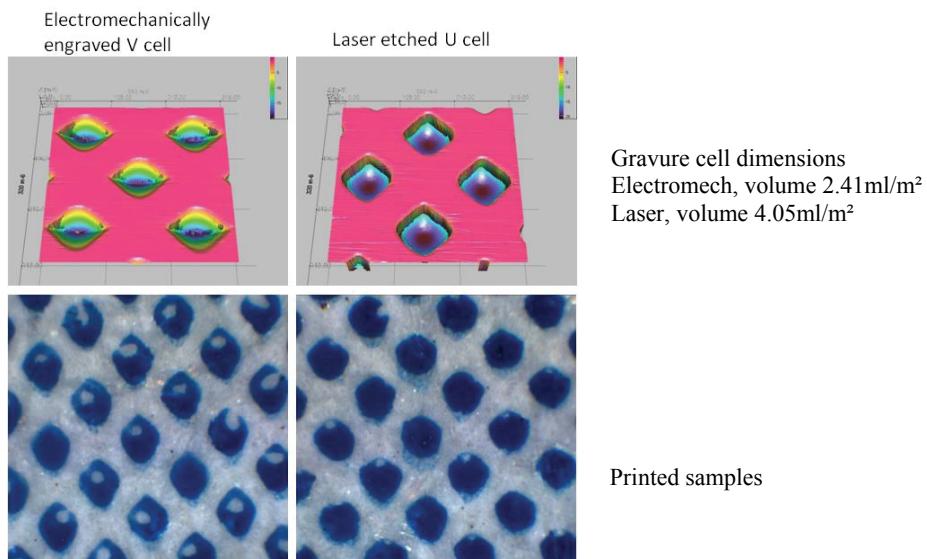 Electromechanically
engraved V cell
Laser etched U cell
Gravure cell dimensions
Electromech, volume 2.41ml/m²
Laser, volume 4.05ml/m²
Printed samples